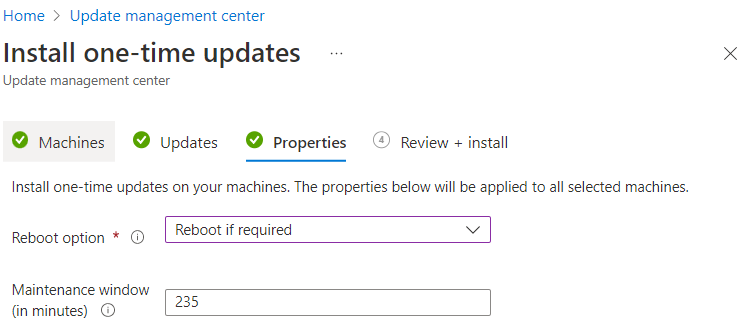 Home > Update management center
Install one-time updates ...
Update management center
Machines Updates Properties 4 Review + install
Install one-time updates on your machines. The properties below will be applied to all selected machines.
Reboot option * Reboot if required
Maintenance window
(in minutes) 235